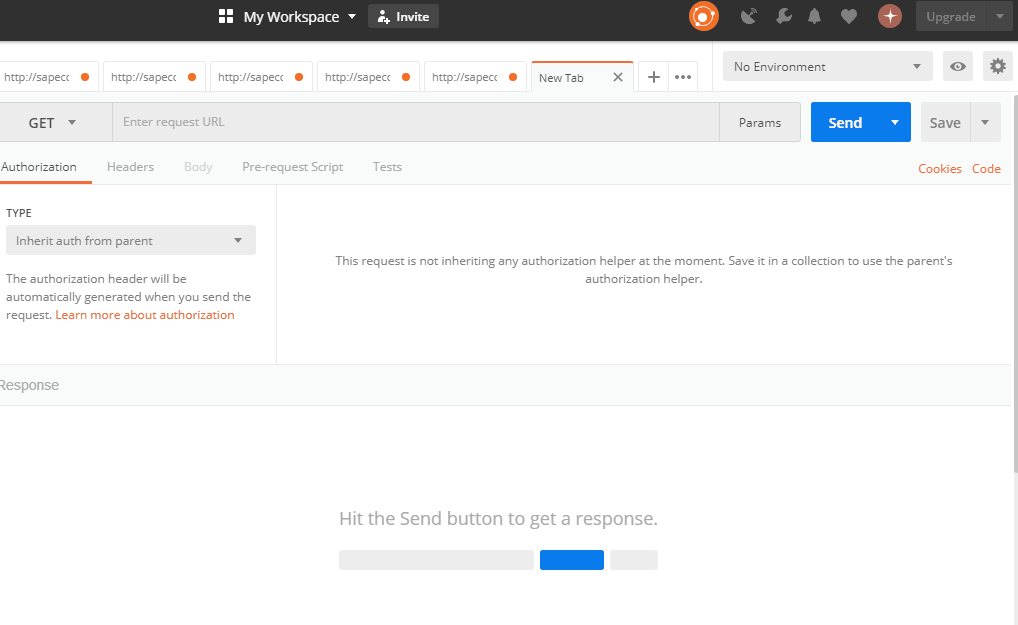 My Workspace
Invite
Upgrade
http://sapecc
http://sapecc
http://sapecc
http://sapecc
http://sapecc
New Tab
No Environment
GET
Enter request URL
Params
Send
Save
Authorization
Headers
Body
Pre-request Script
Tests
Cookies
Code
TYPE
Inherit auth from parent
The authorization header will be
automatically generated when you send the
request. Learn more about authorization
This request is not inheriting any authorization helper at the moment. Save it in a collection to use the parent's
authorization helper.
Response
Hit the Send button to get a response.